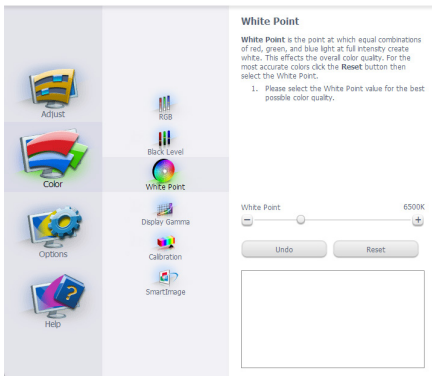 Adjust
Color
Options
Help
RGB
Black Level
White Point
Display Gamma
Calibration
SmartImage
White Point
White Point is the point at which equal combinations
of red, green, and blue light at full intensity create
white. This effects the overall color quality. For the
most accurate colors click the Reset button then
select the White Point.
1. Please select the White Point value for the best
possible color quality.
White Point 6500K
Undo Reset